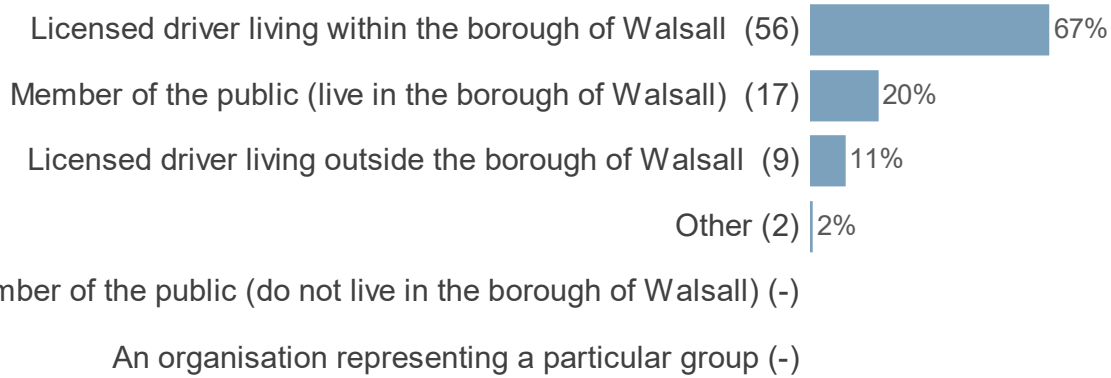 Licensed driver living within the borough of Walsall (56) 67%
Member of the public (live in the borough of Walsall) (17) 20%
Licensed driver living outside the borough of Walsall (9) 11%
Other (2) 2%
of the public (do not live in the borough of Walsall) (-)
An organisation representing a particular group (-)